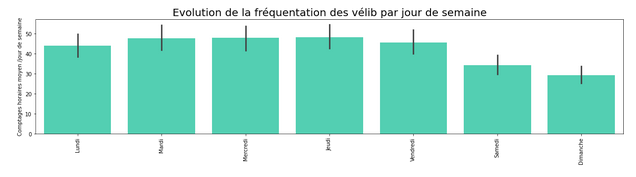 Evolution de la fréquentation des vélib par jour de semaine
Comptages horaires moyen /jour de semaine
50
40
30
20
10
0
Lundi
Mardi
Mercredi
Jeudi
Vendredi
Samedi
Dimanche